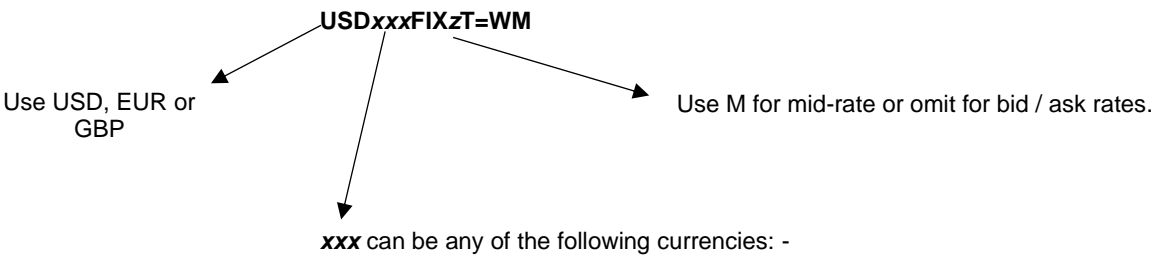 USDxxxFIXzT=WM
Use USD, EUR or
GBP
Use M for mid-rate or omit for bid / ask rates.
xxx can be any of the following currencies: -